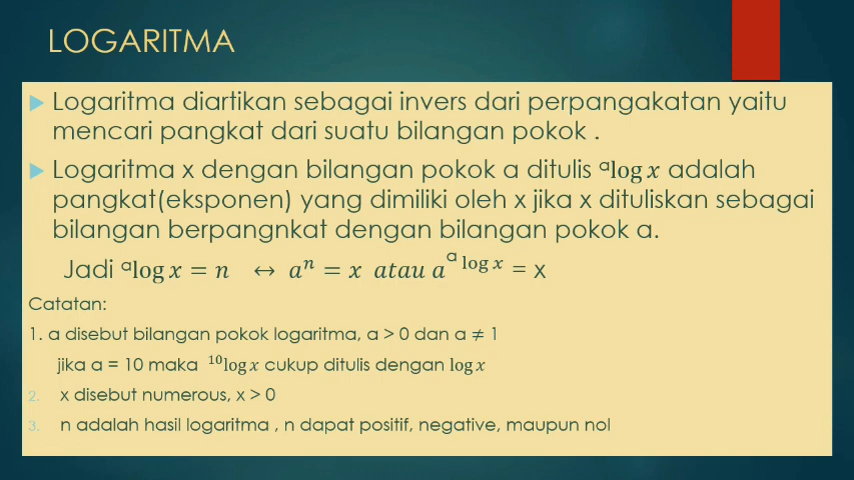 LOGARITMA
Logaritma diartikan sebagai invers dari perpangakatan yaitu
mencari pangkat dari suatu bilangan pokok .
Logaritma x dengan bilangan pokok a ditulis ᵃlog x adalah
pangkat(eksponen) yang dimiliki oleh x jika x dituliskan sebagai
bilangan berpangnkat dengan bilangan pokok a.
Jadi ᵃlog x = n ↔ aⁿ = x atau a^(ᵃ log x) = x
Catatan:
1. a disebut bilangan pokok logaritma, a > 0 dan a ≠ 1
jika a = 10 maka ¹⁰log x cukup ditulis dengan log x
2. x disebut numerous, x > 0
3. n adalah hasil logaritma , n dapat positif, negative, maupun nol